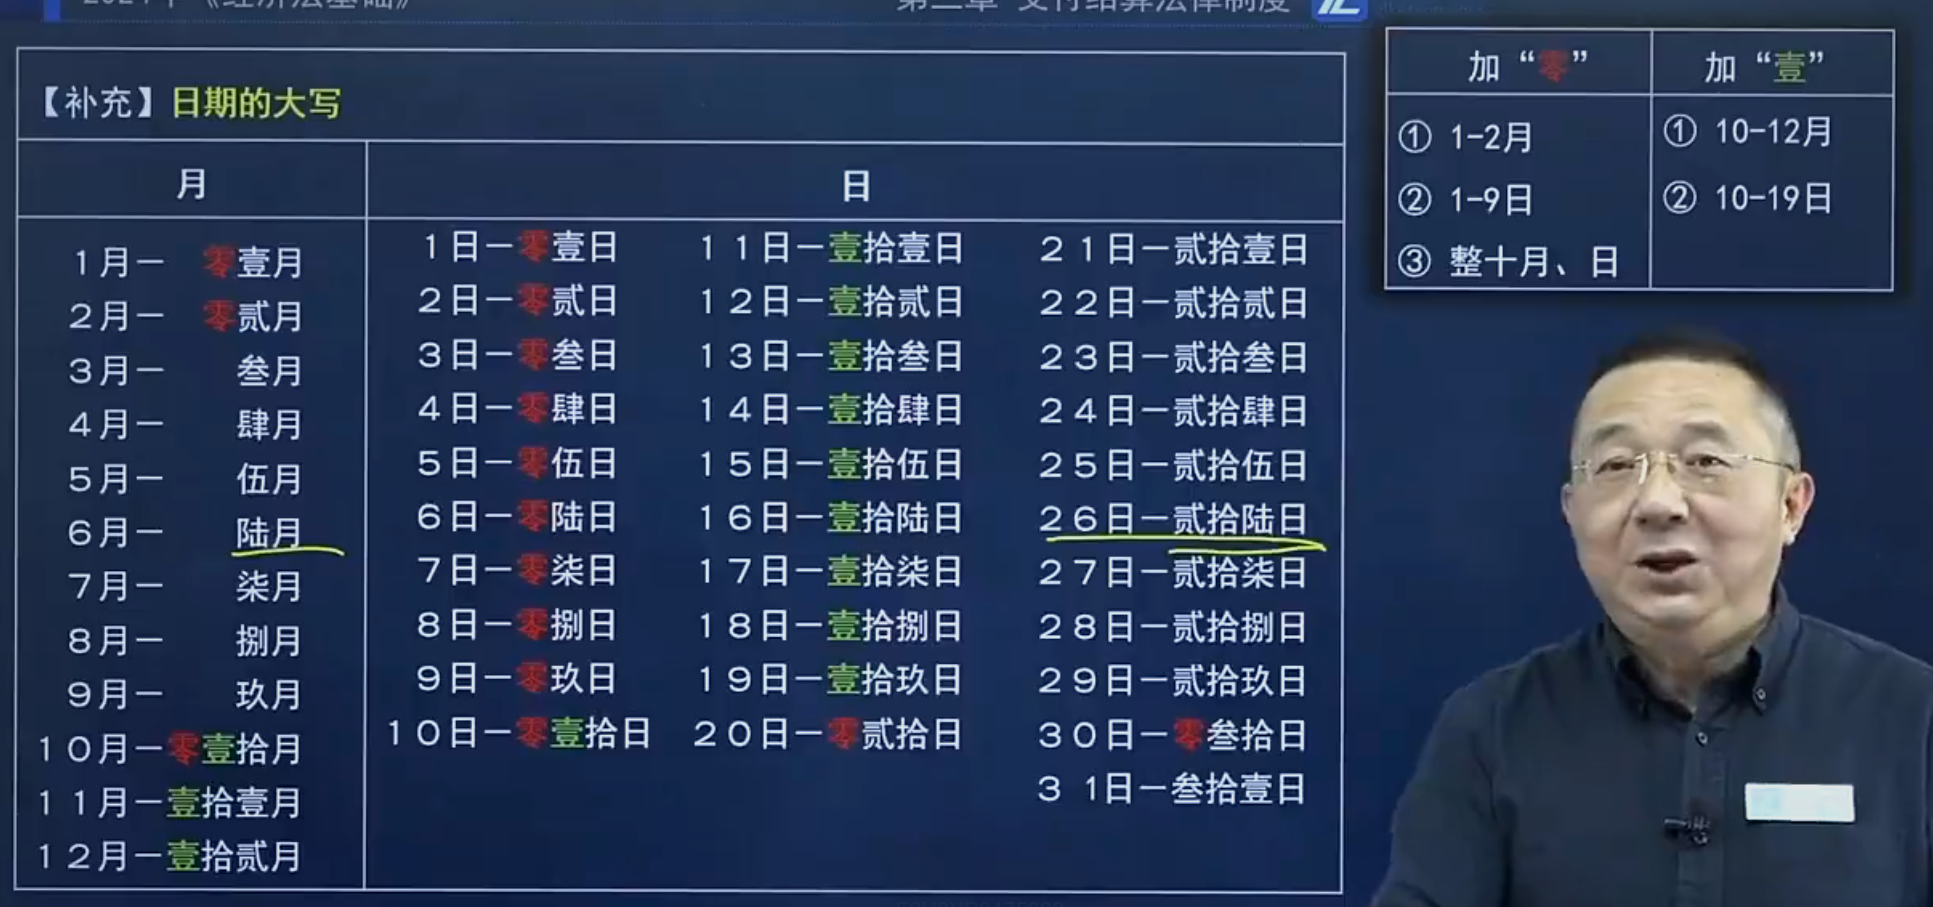 2021年《经济法基础》
第三章 支付结算法律制度
【补充】日期的大写
月
日
1月— 零壹月
2月— 零贰月
3月— 叁月
4月— 肆月
5月— 伍月
6月— 陆月
7月— 柒月
8月— 捌月
9月— 玖月
10月—零壹拾月
11月—壹拾壹月
12月—壹拾贰月
1日—零壹日
2日—零贰日
3日—零叁日
4日—零肆日
5日—零伍日
6日—零陆日
7日—零柒日
8日—零捌日
9日—零玖日
10日—零壹拾日
11日—壹拾壹日
12日—壹拾贰日
13日—壹拾叁日
14日—壹拾肆日
15日—壹拾伍日
16日—壹拾陆日
17日—壹拾柒日
18日—壹拾捌日
19日—壹拾玖日
20日—零贰拾日
21日—贰拾壹日
22日—贰拾贰日
23日—贰拾叁日
24日—贰拾肆日
25日—贰拾伍日
26日—贰拾陆日
27日—贰拾柒日
28日—贰拾捌日
29日—贰拾玖日
30日—零叁拾日
31日—叁拾壹日
加“零”
① 1-2月
② 1-9日
③ 整十月、日
加“壹”
① 10-12月
② 10-19日